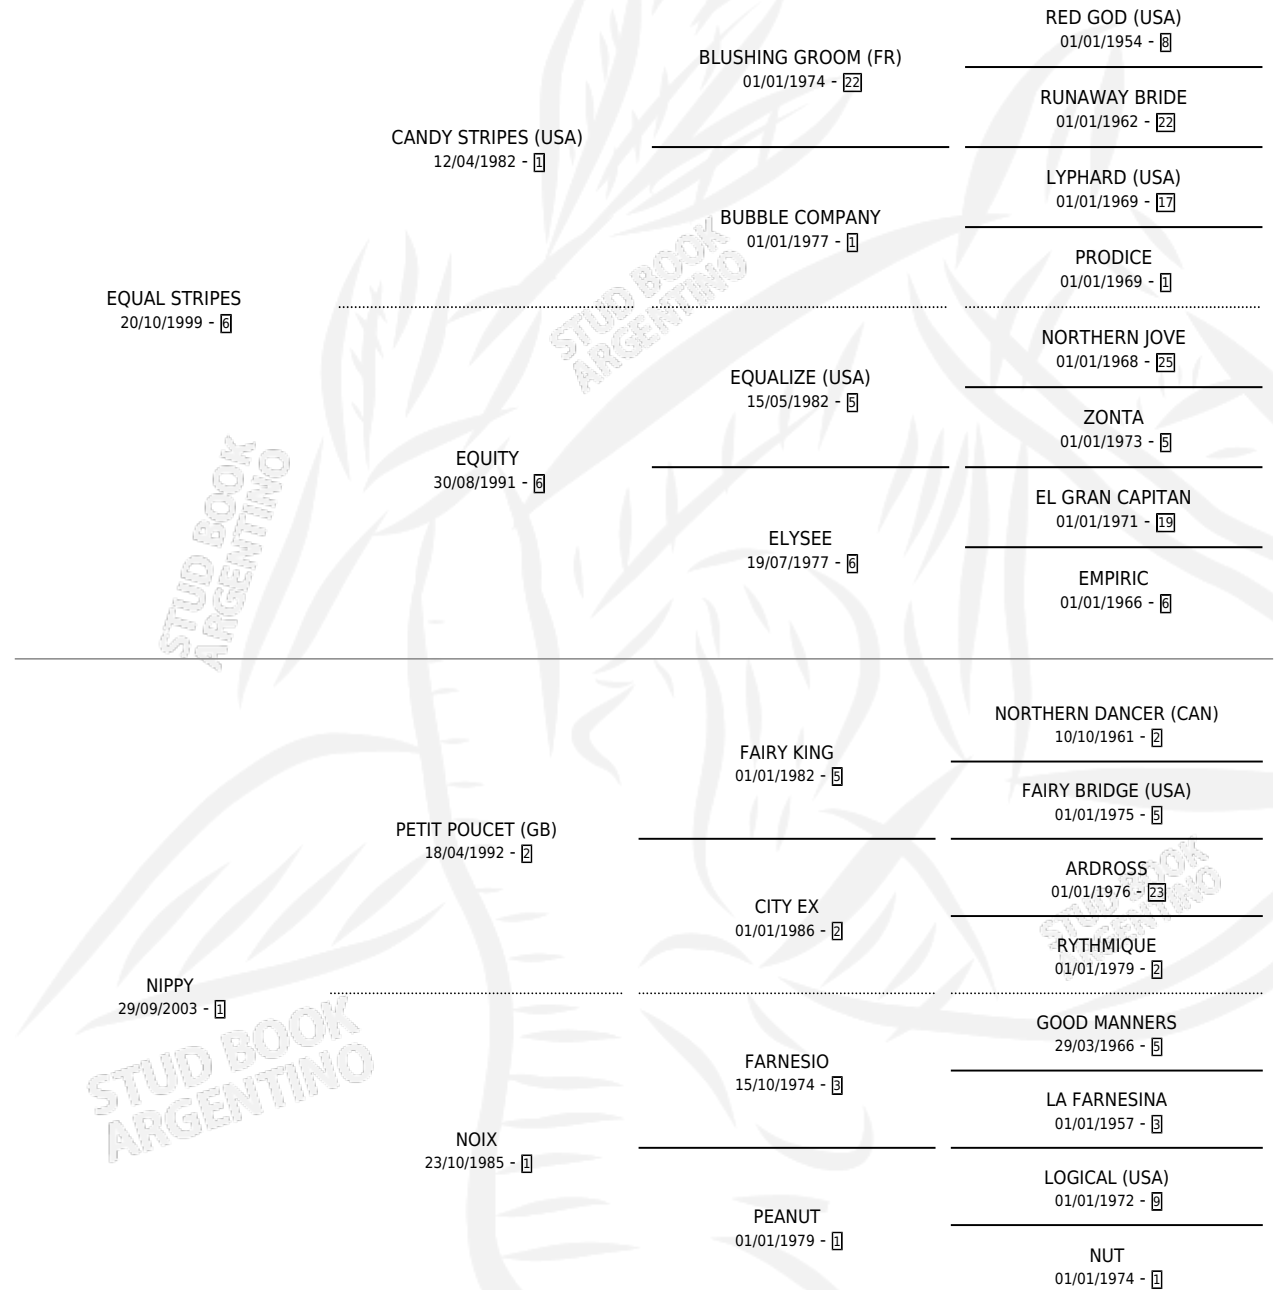 RED GOD (USA)
01/01/1954 - 8
BLUSHING GROOM (FR)
01/01/1974 - 22
RUNAWAY BRIDE
01/01/1962 - 22
CANDY STRIPES (USA)
12/04/1982 - 1
LYPHARD (USA)
01/01/1969 - 17
BUBBLE COMPANY
01/01/1977 - 1
PRODICE
01/01/1969 - 1
EQUAL STRIPES
20/10/1999 - 6
STUD BOOK
ARGENTINO
NORTHERN JOVE
01/01/1968 - 25
EQUALIZE (USA)
15/05/1982 - 5
ZONTA
01/01/1973 - 5
EQUITY
30/08/1991 - 6
EL GRAN CAPITAN
01/01/1971 - 19
ELYSEE
19/07/1977 - 6
EMPIRIC
01/01/1966 - 6
STUD BOOK
ARGENTINO
NORTHERN DANCER (CAN)
10/10/1961 - 2
FAIRY KING
01/01/1982 - 5
FAIRY BRIDGE (USA)
01/01/1975 - 5
PETIT POUCET (GB)
18/04/1992 - 2
ARDROSS
01/01/1976 - 23
STUD BOOK
ARGENTINO
CITY EX
01/01/1986 - 2
RYTHMIQUE
01/01/1979 - 2
NIPPY
29/09/2003 - 1
STUD BOOK
ARGENTINO
GOOD MANNERS
29/03/1966 - 5
FARNESIO
15/10/1974 - 3
LA FARNESINA
01/01/1957 - 3
NOIX
23/10/1985 - 1
LOGICAL (USA)
01/01/1972 - 9
PEANUT
01/01/1979 - 1
NUT
01/01/1974 - 1